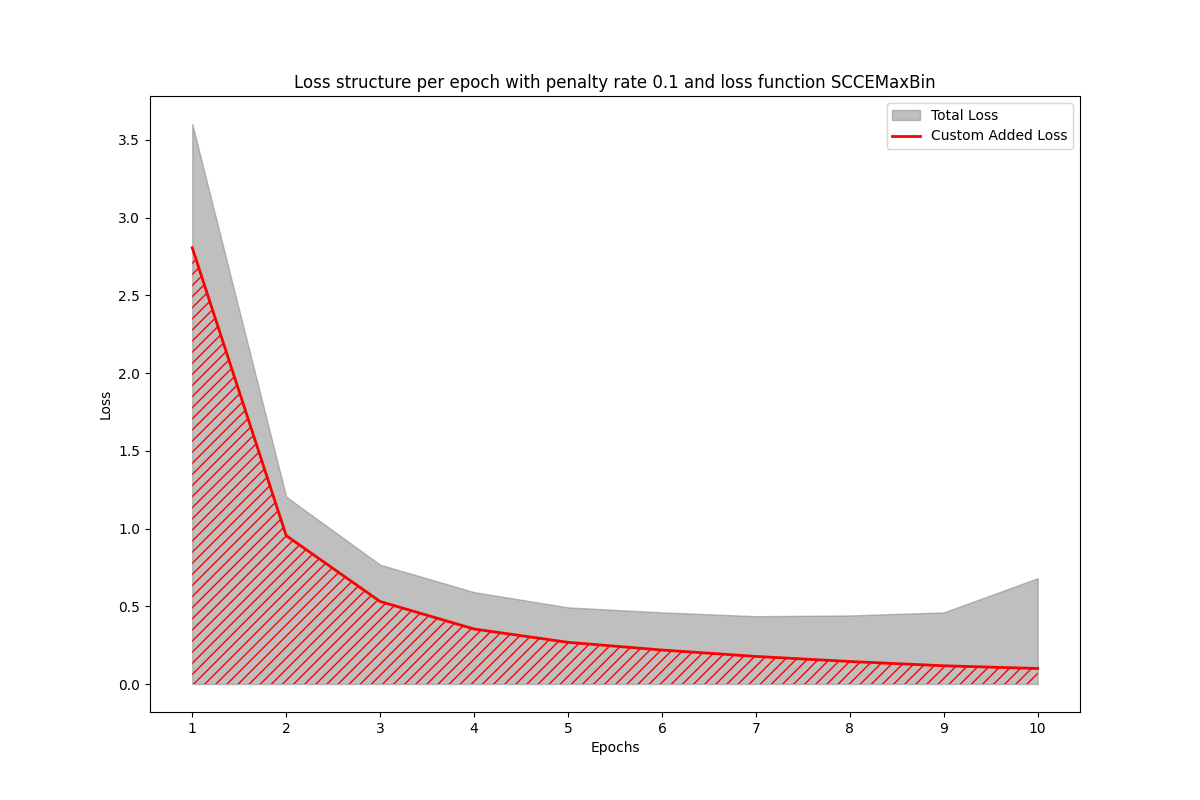 Loss structure per epoch with penalty rate 0.1 and loss function SCCEMaxBin
Total Loss
Custom Added Loss
3.5
3.0
2.5
2.0
1.5
1.0
0.5
0.0
Loss
1 2 3 4 5 6 7 8 9 10
Epochs